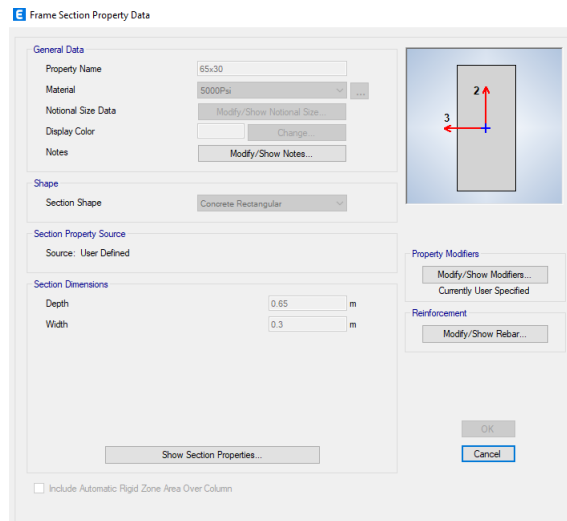 E Frame Section Property Data
General Data
Property Name 65x30
Material 5000Psi ...
Notional Size Data Modify/Show Notional Size...
Display Color Change...
Notes Modify/Show Notes...
2
3
Shape
Section Shape Concrete Rectangular
Section Property Source
Source: User Defined
Property Modifiers
Modify/Show Modifiers...
Currently User Specified
Section Dimensions
Depth 0.65 m
Width 0.3 m
Reinforcement
Modify/Show Rebar...
OK
Show Section Properties... Cancel
Include Automatic Rigid Zone Area Over Column